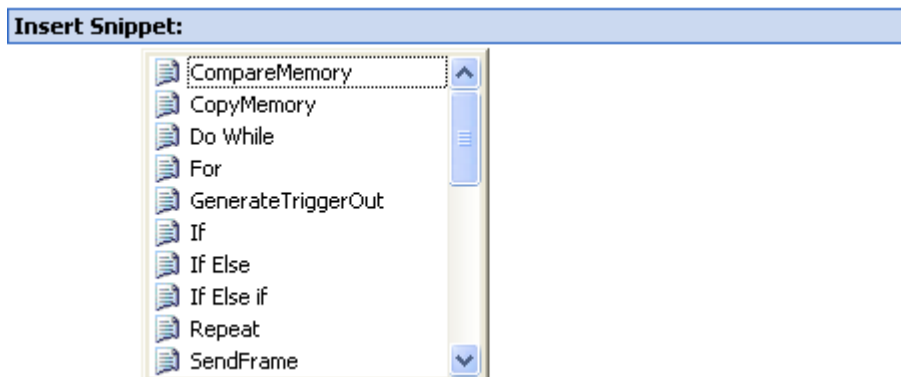 Insert Snippet:
CompareMemory
CopyMemory
Do While
For
GenerateTriggerOut
If
If Else
If Else if
Repeat
SendFrame